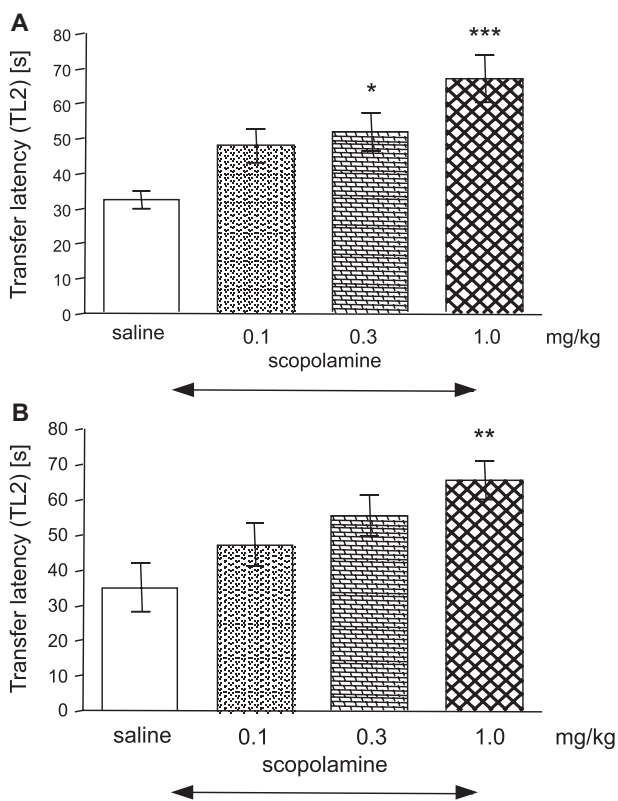 A
Transfer latency (TL2) [s]
80
70
60
50
40
30
20
10
0
*
***
saline
0.1
0.3
1.0
mg/kg
scopolamine
B
Transfer latency (TL2) [s]
80
70
60
50
40
30
20
10
0
**
saline
0.1
0.3
1.0
mg/kg
scopolamine